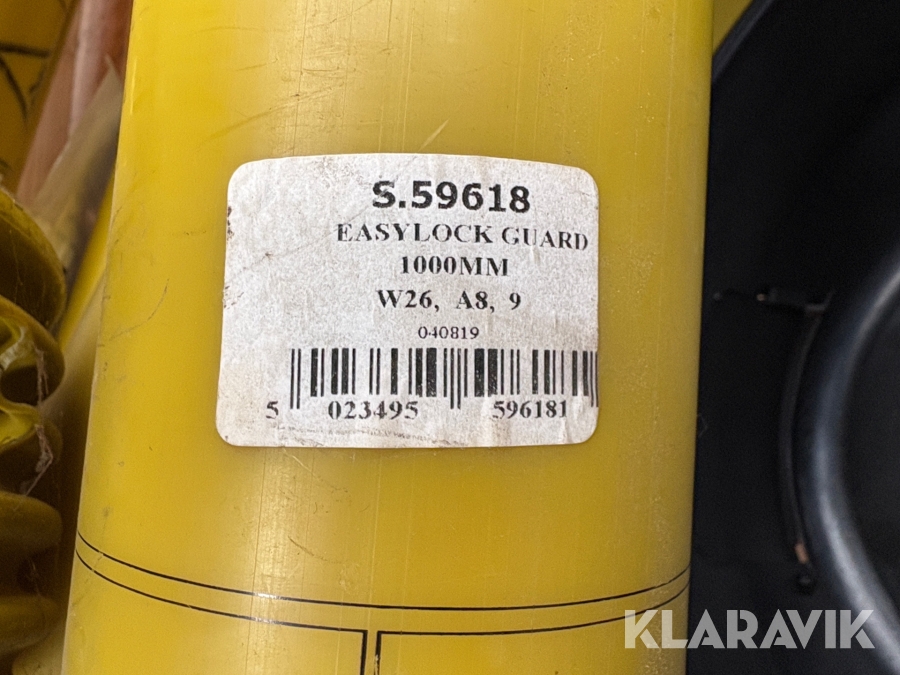 S.59618
EASYLOCK GUARD
1000MM
W26, A8, 9
040819
5 023495 596181
KLARAVIK